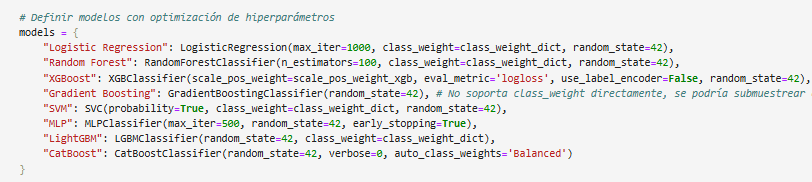 # Definir modelos con optimización de hiperparámetros
models = {
"Logistic Regression": LogisticRegression(max_iter=1000, class_weight=class_weight_dict, random_state=42),
"Random Forest": RandomForestClassifier(n_estimators=100, class_weight=class_weight_dict, random_state=42),
"XGBoost": XGBClassifier(scale_pos_weight=scale_pos_weight_xgb, eval_metric='logloss', use_label_encoder=False, random_state=42),
"Gradient Boosting": GradientBoostingClassifier(random_state=42), # No soporta class_weight directamente, se podría submuestrear
"SVM": SVC(probability=True, class_weight=class_weight_dict, random_state=42),
"MLP": MLPClassifier(max_iter=500, random_state=42, early_stopping=True),
"LightGBM": LGBMClassifier(random_state=42, class_weight=class_weight_dict),
"CatBoost": CatBoostClassifier(random_state=42, verbose=0, auto_class_weights='Balanced')
}